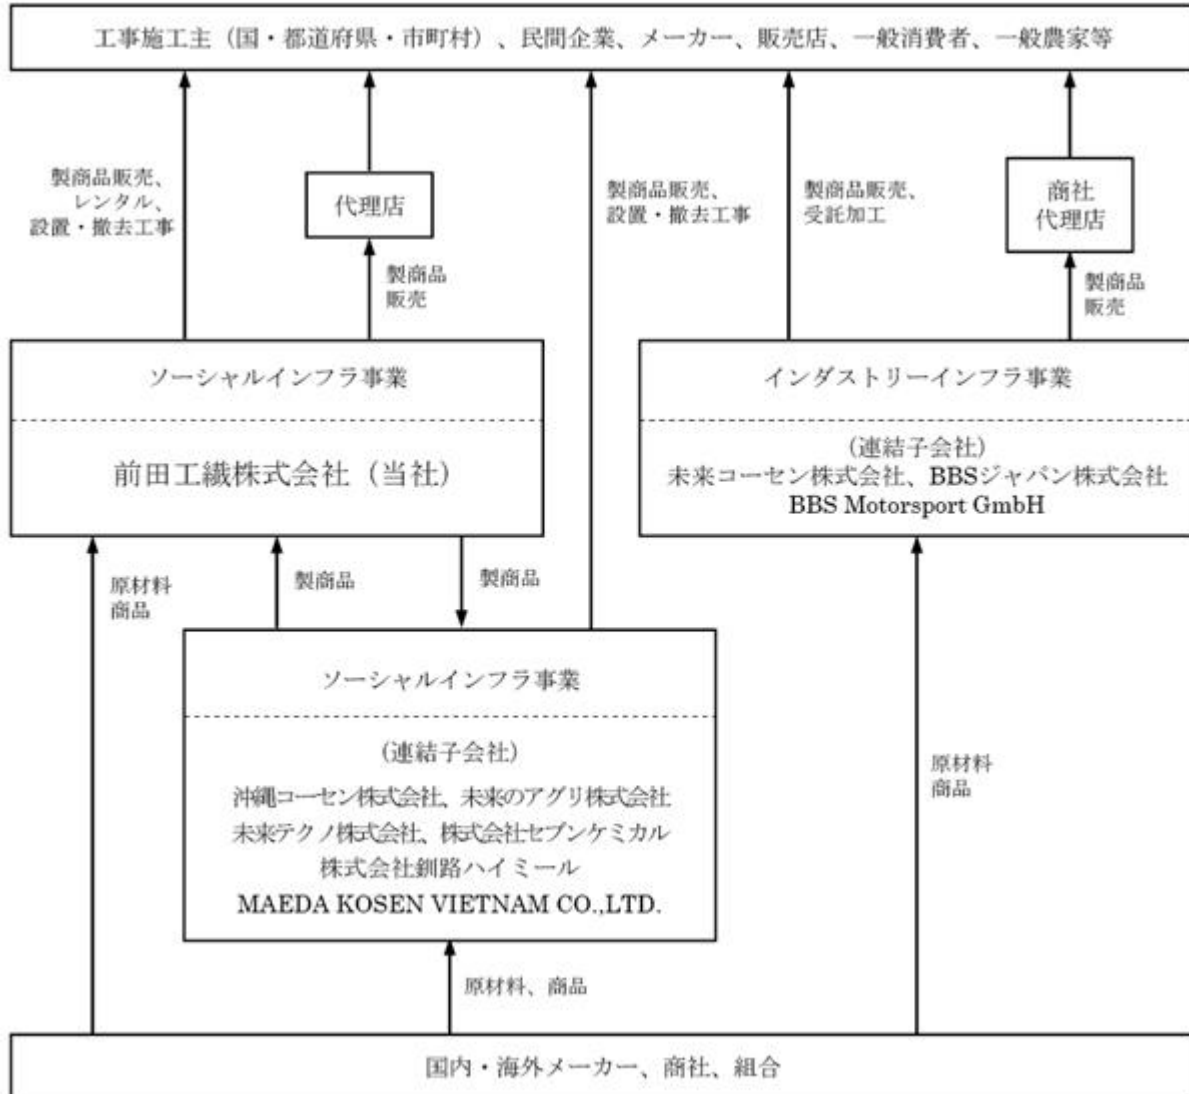 工事施工主（国・都道府県・市町村）、民間企業、メーカー、販売店、一般消費者、一般農家等
製商品販売、
レンタル、
設置・撤去工事
代理店
製商品
販売
製商品販売、
設置・撤去工事
製商品販売、
受託加工
商社
代理店
製商品
販売
ソーシャルインフラ事業
前田工繊株式会社（当社）
インダストリーインフラ事業
（連結子会社）
未来コーセン株式会社、BBSジャパン株式会社
BBS Motorsport GmbH
原材料
商品
製商品
製商品
ソーシャルインフラ事業
（連結子会社）
沖縄コーセン株式会社、未来のアグリ株式会社
未来テクノ株式会社、株式会社セブンケミカル
株式会社釧路ハイミール
MAEDA KOSEN VIETNAM CO.,LTD.
原材料
商品
原材料、商品
国内・海外メーカー、商社、組合